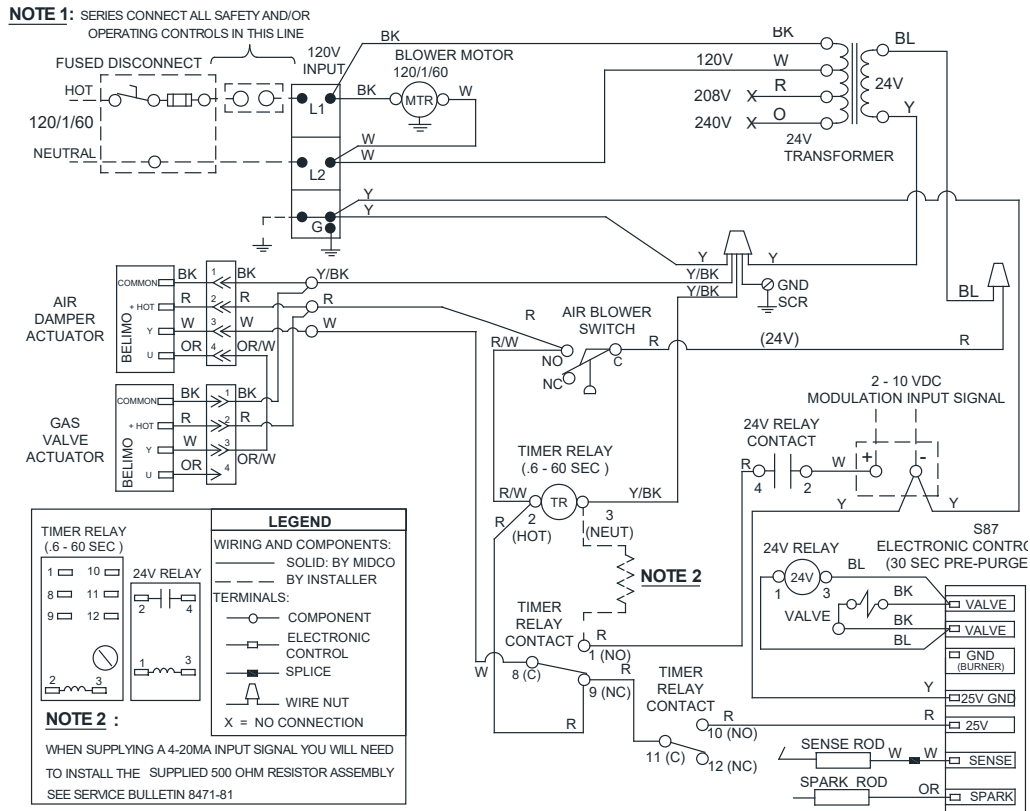 NOTE 1: SERIES CONNECT ALL SAFETY AND/OR
OPERATING CONTROLS IN THIS LINE
FUSED DISCONNECT
HOT
120/1/60
NEUTRAL
120V
INPUT
L1
L2
G
BK
BLOWER MOTOR
120/1/60
BK
MTR
W
W
W
Y
Y
BK
120V
W
208V
X
R
240V
X
O
24V
TRANSFORMER
BL
24V
Y
Y
Y/BK
Y/BK
Y
GND
SCR
BL
AIR
DAMPER
ACTUATOR
BELIMO
COMMON
BK
1
BK
Y/BK
+ HOT
R
2
R
R
Y
W
3
W
W
U
OR
4
OR/W
GAS
VALVE
ACTUATOR
BELIMO
COMMON
BK
1
BK
+ HOT
R
2
R
Y
W
3
OR/W
U
OR
4
R
AIR BLOWER
SWITCH
R/W
NO
NC
C
R
(24V)
R
2 - 10 VDC
MODULATION INPUT SIGNAL
24V RELAY
CONTACT
R
4
2
W
+
-
Y
Y
TIMER RELAY
(.6 - 60 SEC )
R/W
TR
Y/BK
R
2
(HOT)
3
(NEUT)
NOTE 2
TIMER
RELAY
CONTACT
R
1 (NO)
W
8 (C)
R
9 (NC)
R
TIMER
RELAY
CONTACT
R
10 (NO)
11 (C)
12 (NC)
24V RELAY
24V
1
3
BL
VALVE
BK
BK
BL
S87
ELECTRONIC CONTRO
(30 SEC PRE-PURGE
VALVE
VALVE
GND
(BURNER)
Y
25V GND
R
25V
SENSE ROD
W
W
SENSE
SPARK ROD
OR
SPARK
TIMER RELAY
(.6 - 60 SEC )
1
10
8
11
9
12
2
3
24V RELAY
2
4
1
3
LEGEND
WIRING AND COMPONENTS:
SOLID: BY MIDCO
BY INSTALLER
TERMINALS:
COMPONENT
ELECTRONIC
CONTROL
SPLICE
WIRE NUT
X = NO CONNECTION
NOTE 2 :
WHEN SUPPLYING A 4-20MA INPUT SIGNAL YOU WILL NEED
TO INSTALL THE SUPPLIED 500 OHM RESISTOR ASSEMBLY
SEE SERVICE BULLETIN 8471-81